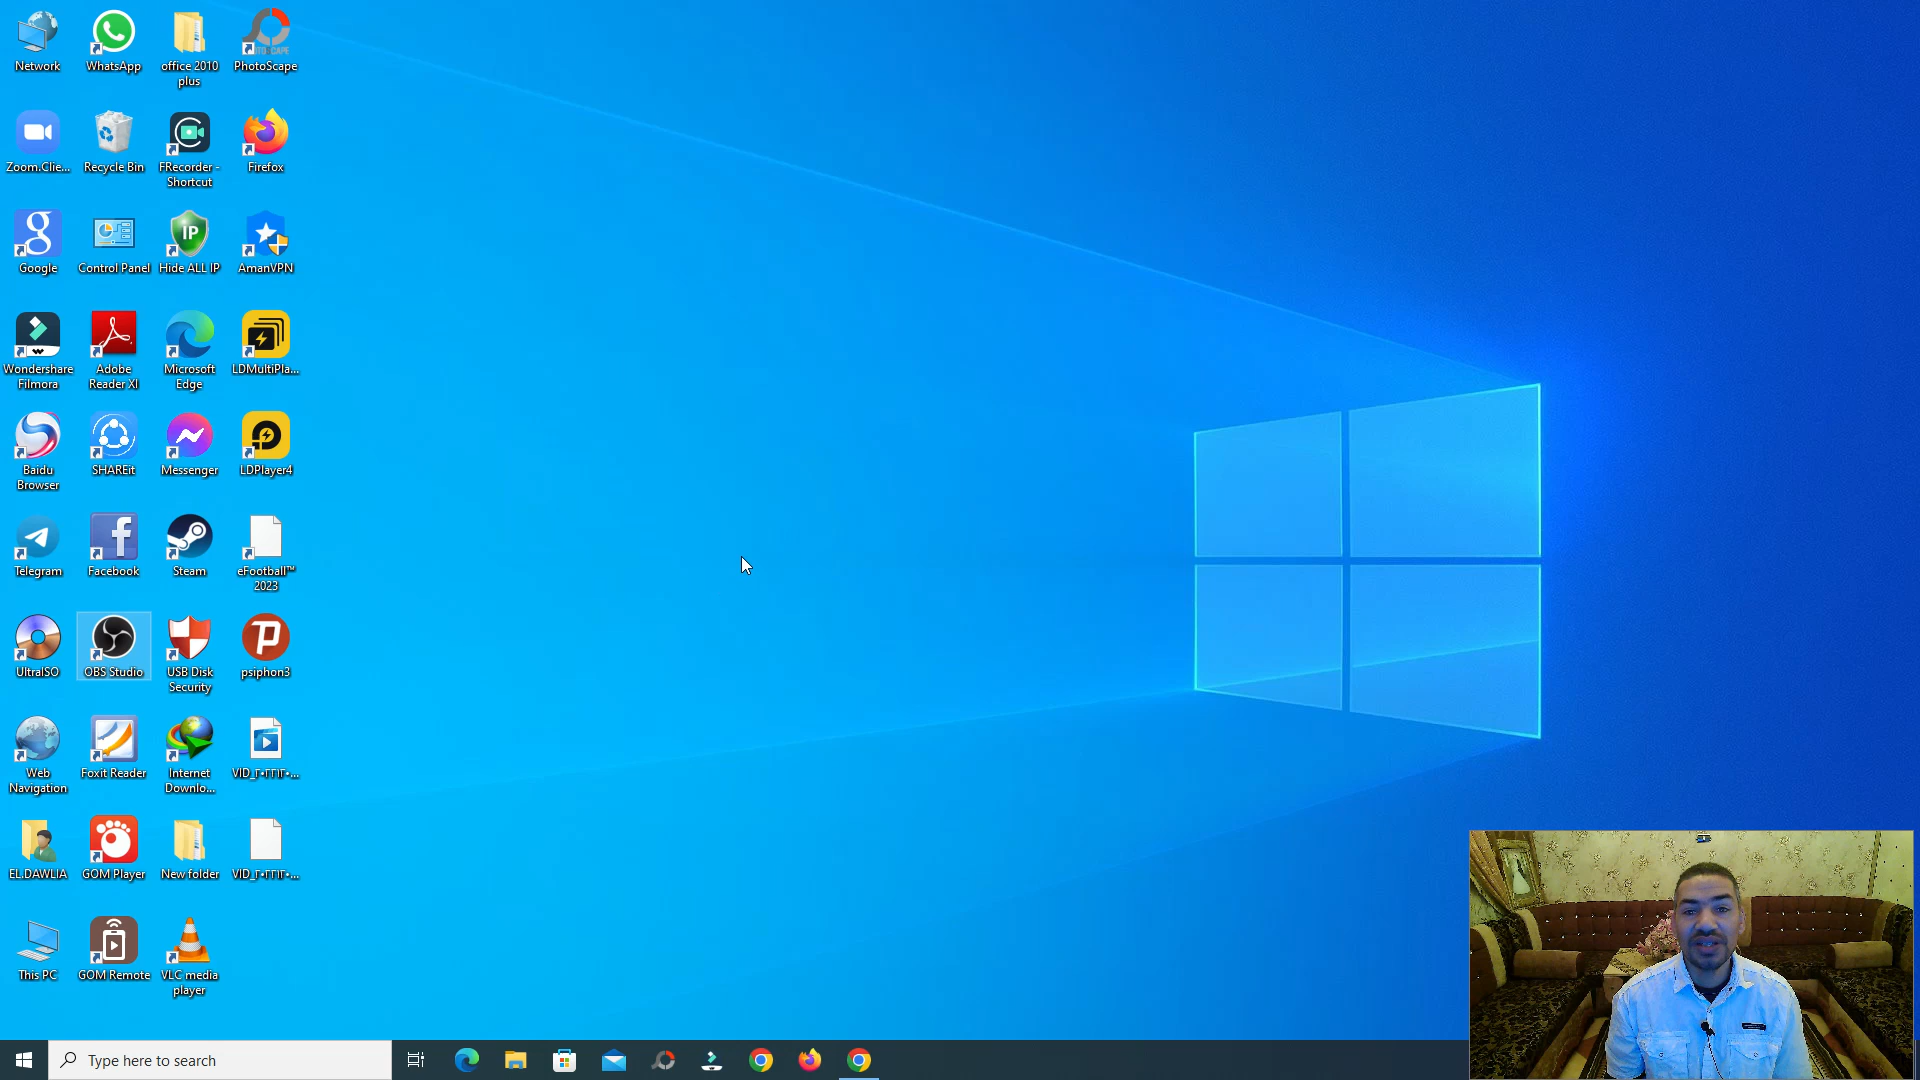 Network
WhatsApp
office 2010
plus
PhotoScape
Zoom.Clie...
Recycle Bin
FRecorder -
Shortcut
Firefox
Google
Control Panel
Hide ALL IP
AmanVPN
Wondershare
Filmora
Adobe
Reader XI
Microsoft
Edge
LDMultiPla...
Baidu
Browser
SHAREit
Messenger
LDPlayer4
Telegram
Facebook
Steam
eFootball™
2023
UltraISO
OBS Studio
USB Disk
Security
psiphon3
Web
Navigation
Foxit Reader
Internet
Downlo...
EL.DAWLIA
GOM Player
New folder
This PC
GOM Remote
VLC media
player
Type here to search